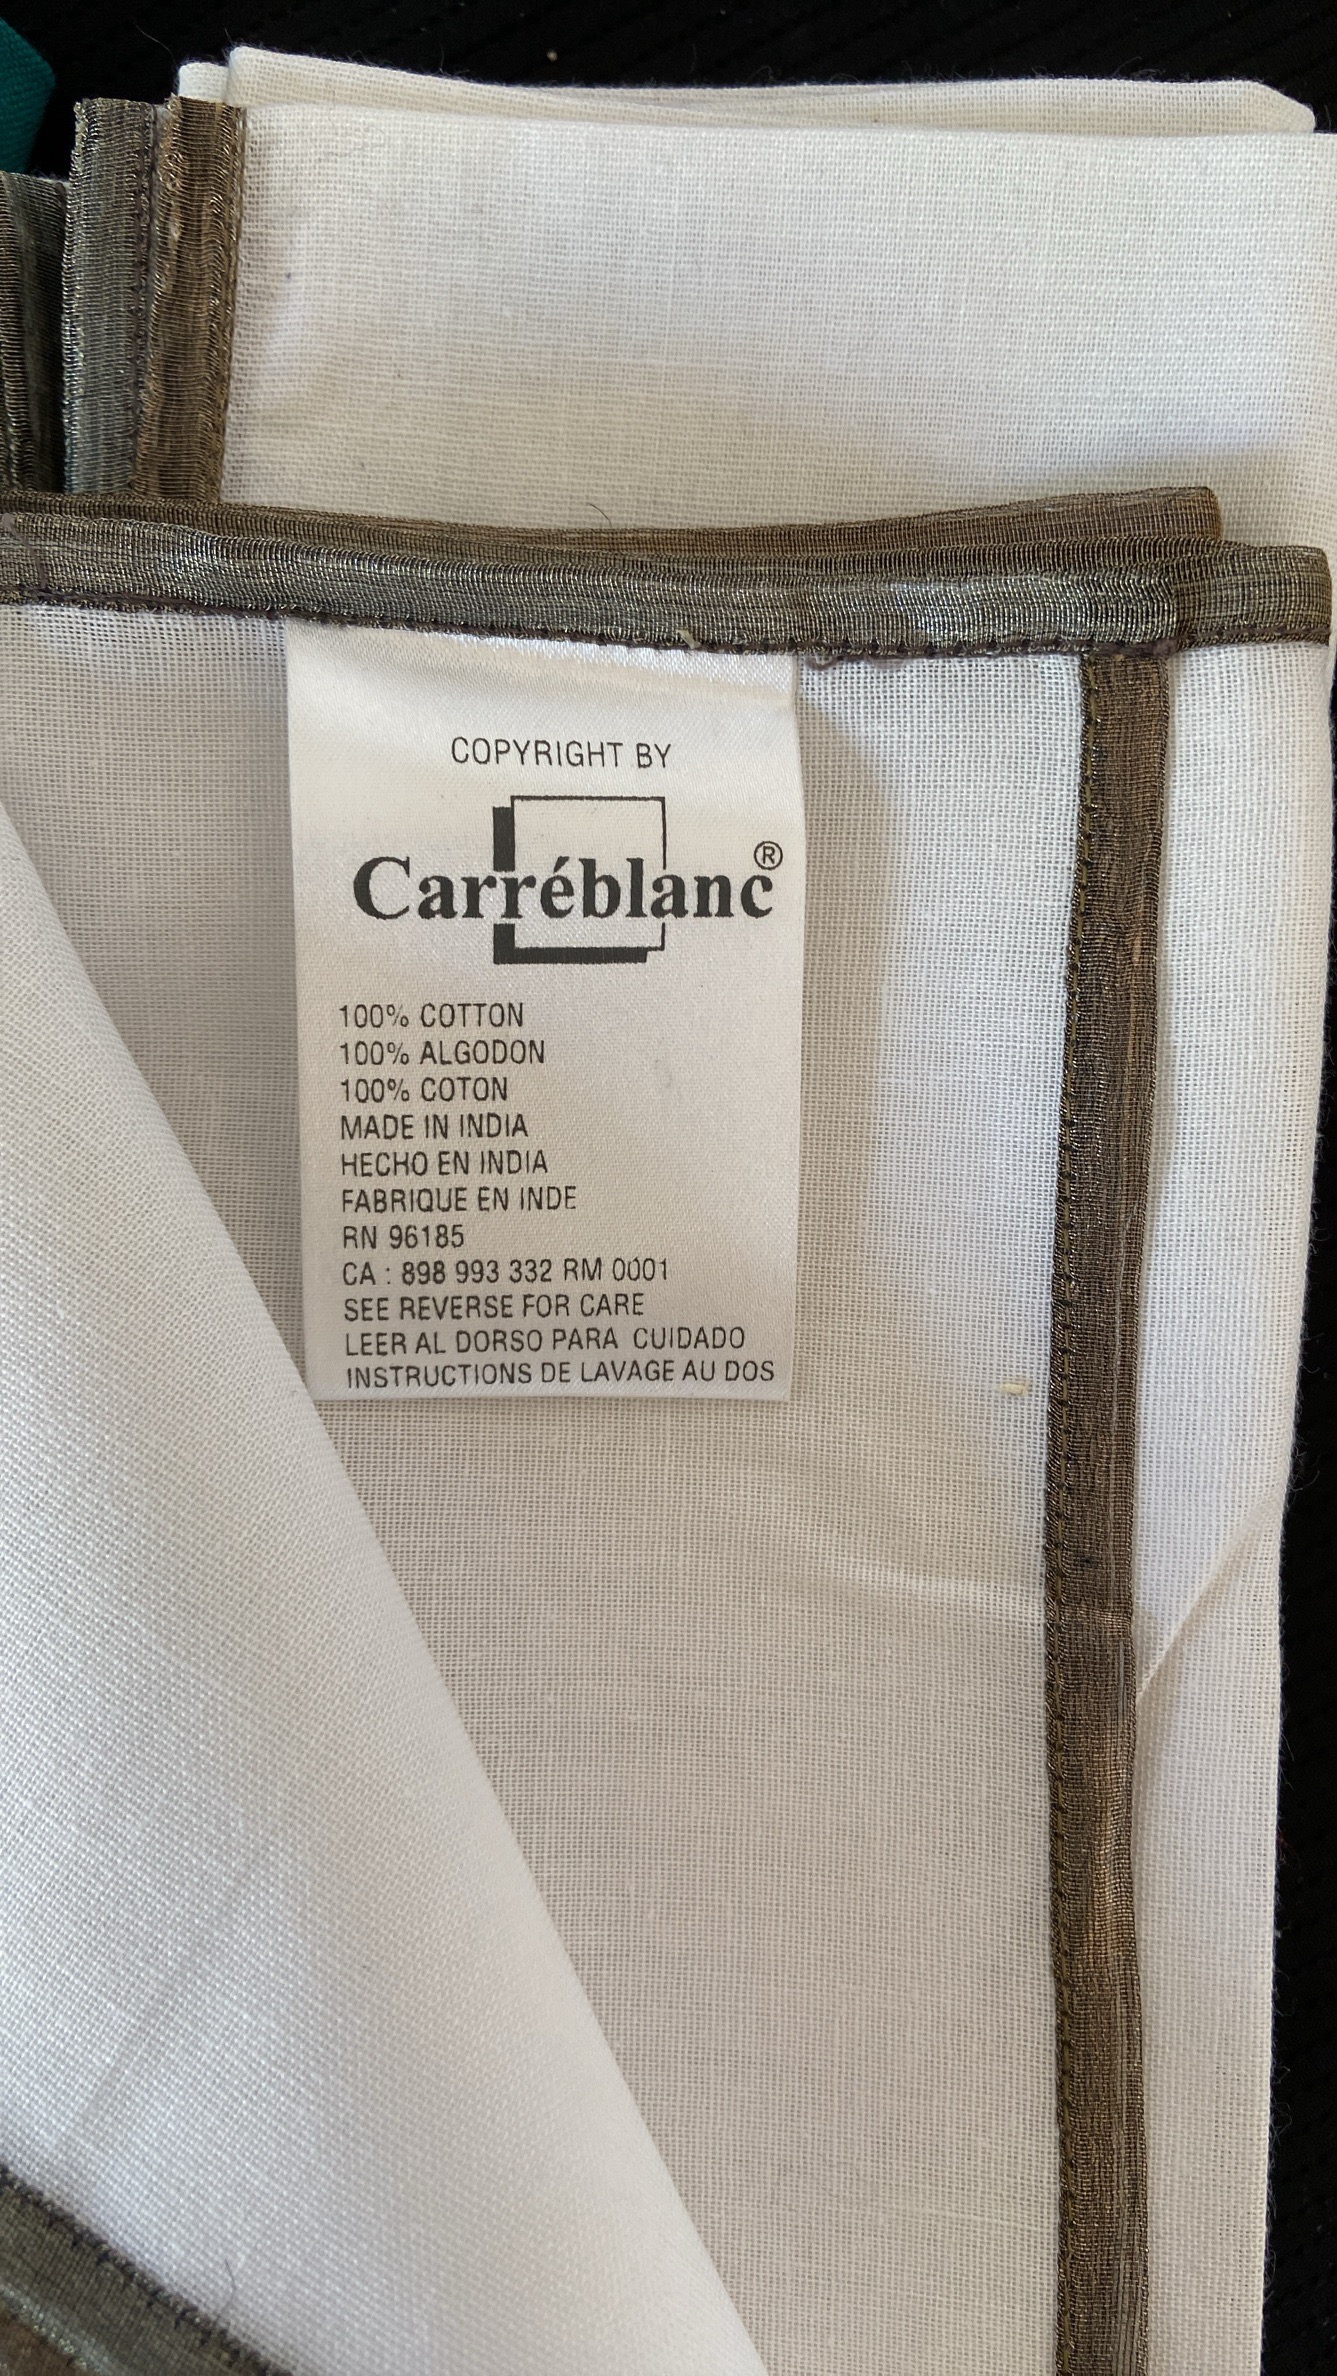 COPYRIGHT BY
Carréblanc®
100% COTTON
100% ALGODON
100% COTON
MADE IN INDIA
HECHO EN INDIA
FABRIQUE EN INDE
RN 96185
CA : 898 993 332 RM 0001
SEE REVERSE FOR CARE
LEER AL DORSO PARA CUIDADO
INSTRUCTIONS DE LAVAGE AU DOS